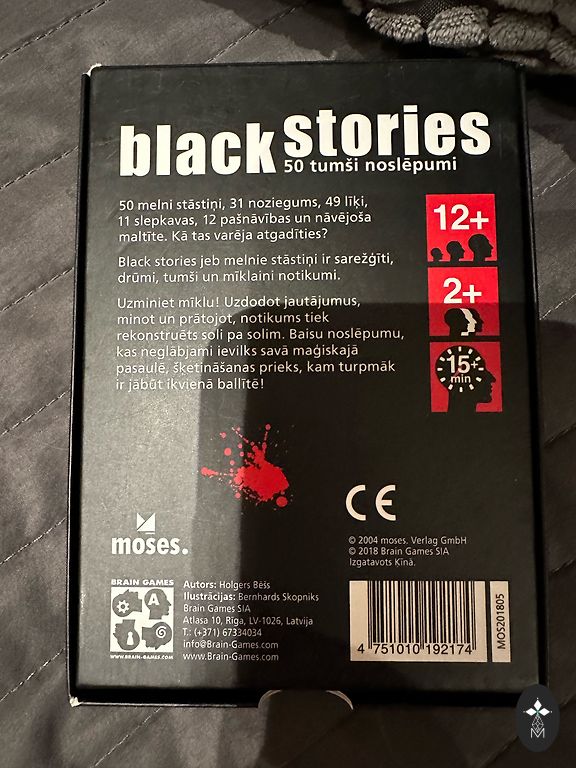 black stories
50 tumši noslēpumi
50 melni stāstiņi, 31 noziegums, 49 līķi,
11 slepkavas, 12 pašnāvības un nāvējoša
maltīte. Kā tas varēja atgadīties?
Black stories jeb melnie stāstiņi ir sarežģīti,
drūmi, tumši un mīklaini notikumi.
Uzminiet mīklu! Uzdodot jautājumus,
minot un prātojot, notikums tiek
rekonstruēts soli pa solim. Baisu noslēpumu,
kas neglābjami ievilks savā maģiskajā
pasaulē, šķetināšanas prieks, kam turpmāk
ir jābūt ikvienā ballītē!
12+
2+
15+
min
moses.
CE
© 2004 moses. Verlag GmbH
© 2018 Brain Games SIA
Izgatavots Ķīnā.
BRAIN GAMES
WWW.BRAIN-GAMES.COM
Autors: Holgers Bēšs
Ilustrācijas: Bernhards Skopniks
Brain Games SIA
Atlasa 10, Rīga, LV-1026, Latvija
T.: (+371) 67334034
info@Brain-Games.com
www.Brain-Games.com
4 751010 192174
MOS201805
M